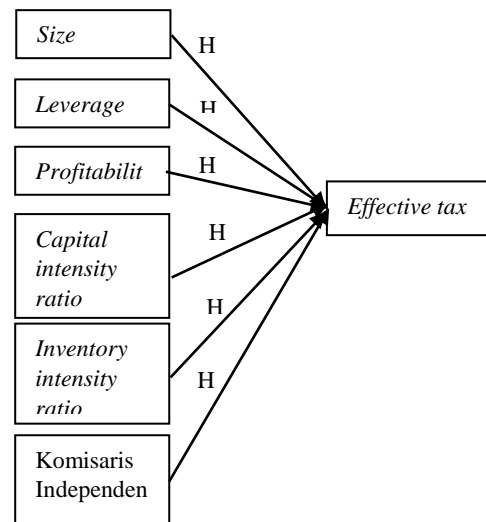 Size
H
Leverage
H
Profitabilit
H
Effective tax
Capital
intensity
ratio
H
Inventory
intensity
ratio
H
Komisaris
Independen
H